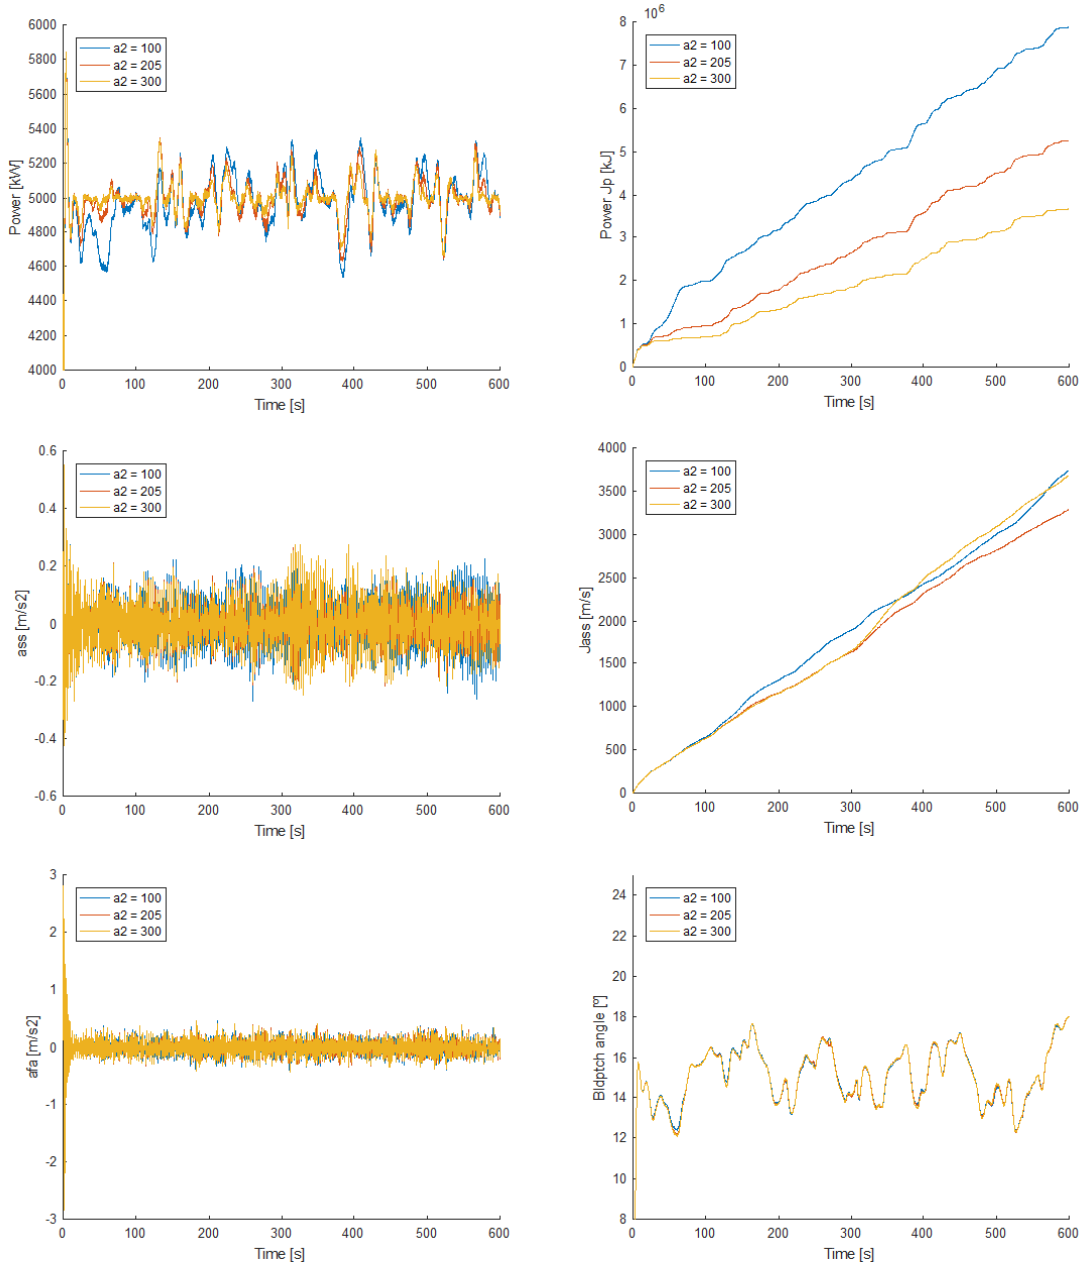 6000
5800
5600
5400
5200
5000
4800
4600
4400
4200
4000
Power [kW]
a2 = 100
a2 = 205
a2 = 300
0 100 200 300 400 500 600
Time [s]
10^6
8
7
6
5
4
3
2
1
0
Power Jp [kJ]
a2 = 100
a2 = 205
a2 = 300
0 100 200 300 400 500 600
Time [s]
0.6
0.4
0.2
0
-0.2
-0.4
-0.6
ass [m/s2]
a2 = 100
a2 = 205
a2 = 300
0 100 200 300 400 500 600
Time [s]
4000
3500
3000
2500
2000
1500
1000
500
0
Jass [m/s]
a2 = 100
a2 = 205
a2 = 300
0 100 200 300 400 500 600
Time [s]
3
2
1
0
-1
-2
-3
afa [m/s2]
a2 = 100
a2 = 205
a2 = 300
0 100 200 300 400 500 600
Time [s]
24
22
20
18
16
14
12
10
8
Bldptch angle [º]
a2 = 100
a2 = 205
a2 = 300
0 100 200 300 400 500 600
Time [s]